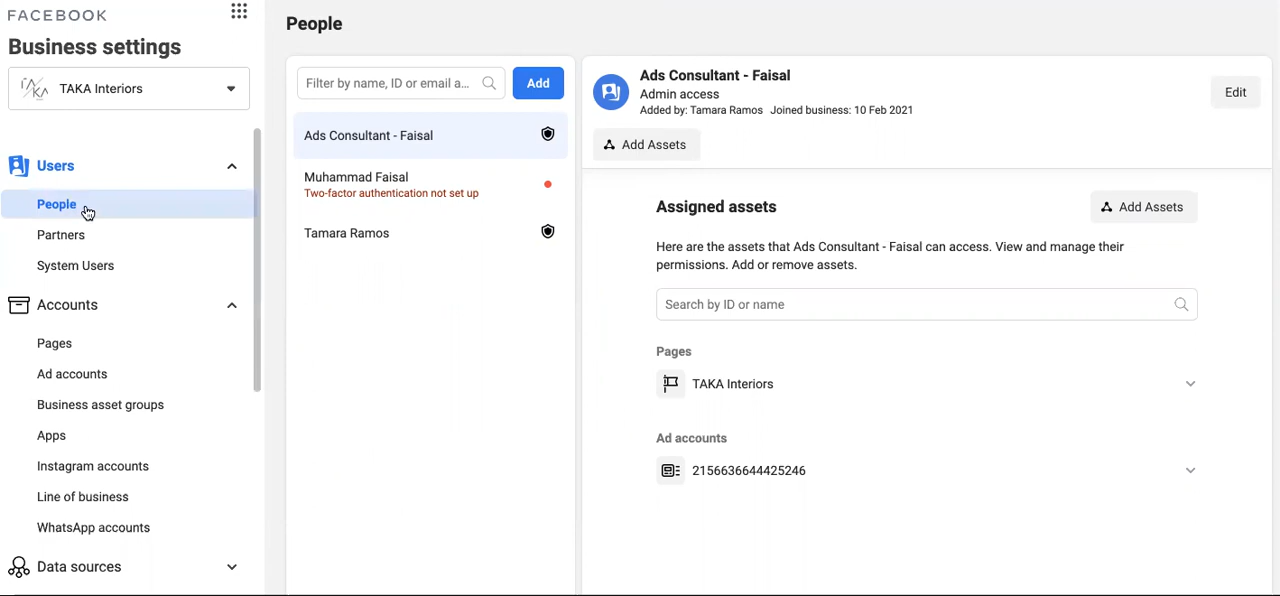 FACEBOOK
Business settings
TAKA Interiors
Users
People
Partners
System Users
Accounts
Pages
Ad accounts
Business asset groups
Apps
Instagram accounts
Line of business
WhatsApp accounts
Data sources
People
Filter by name, ID or email a...
Add
Ads Consultant - Faisal
Muhammad Faisal
Two-factor authentication not set up
Tamara Ramos
Ads Consultant - Faisal
Admin access
Added by: Tamara Ramos Joined business: 10 Feb 2021
Edit
Add Assets
Assigned assets
Add Assets
Here are the assets that Ads Consultant - Faisal can access. View and manage their
permissions. Add or remove assets.
Search by ID or name
Pages
TAKA Interiors
Ad accounts
2156636644425246